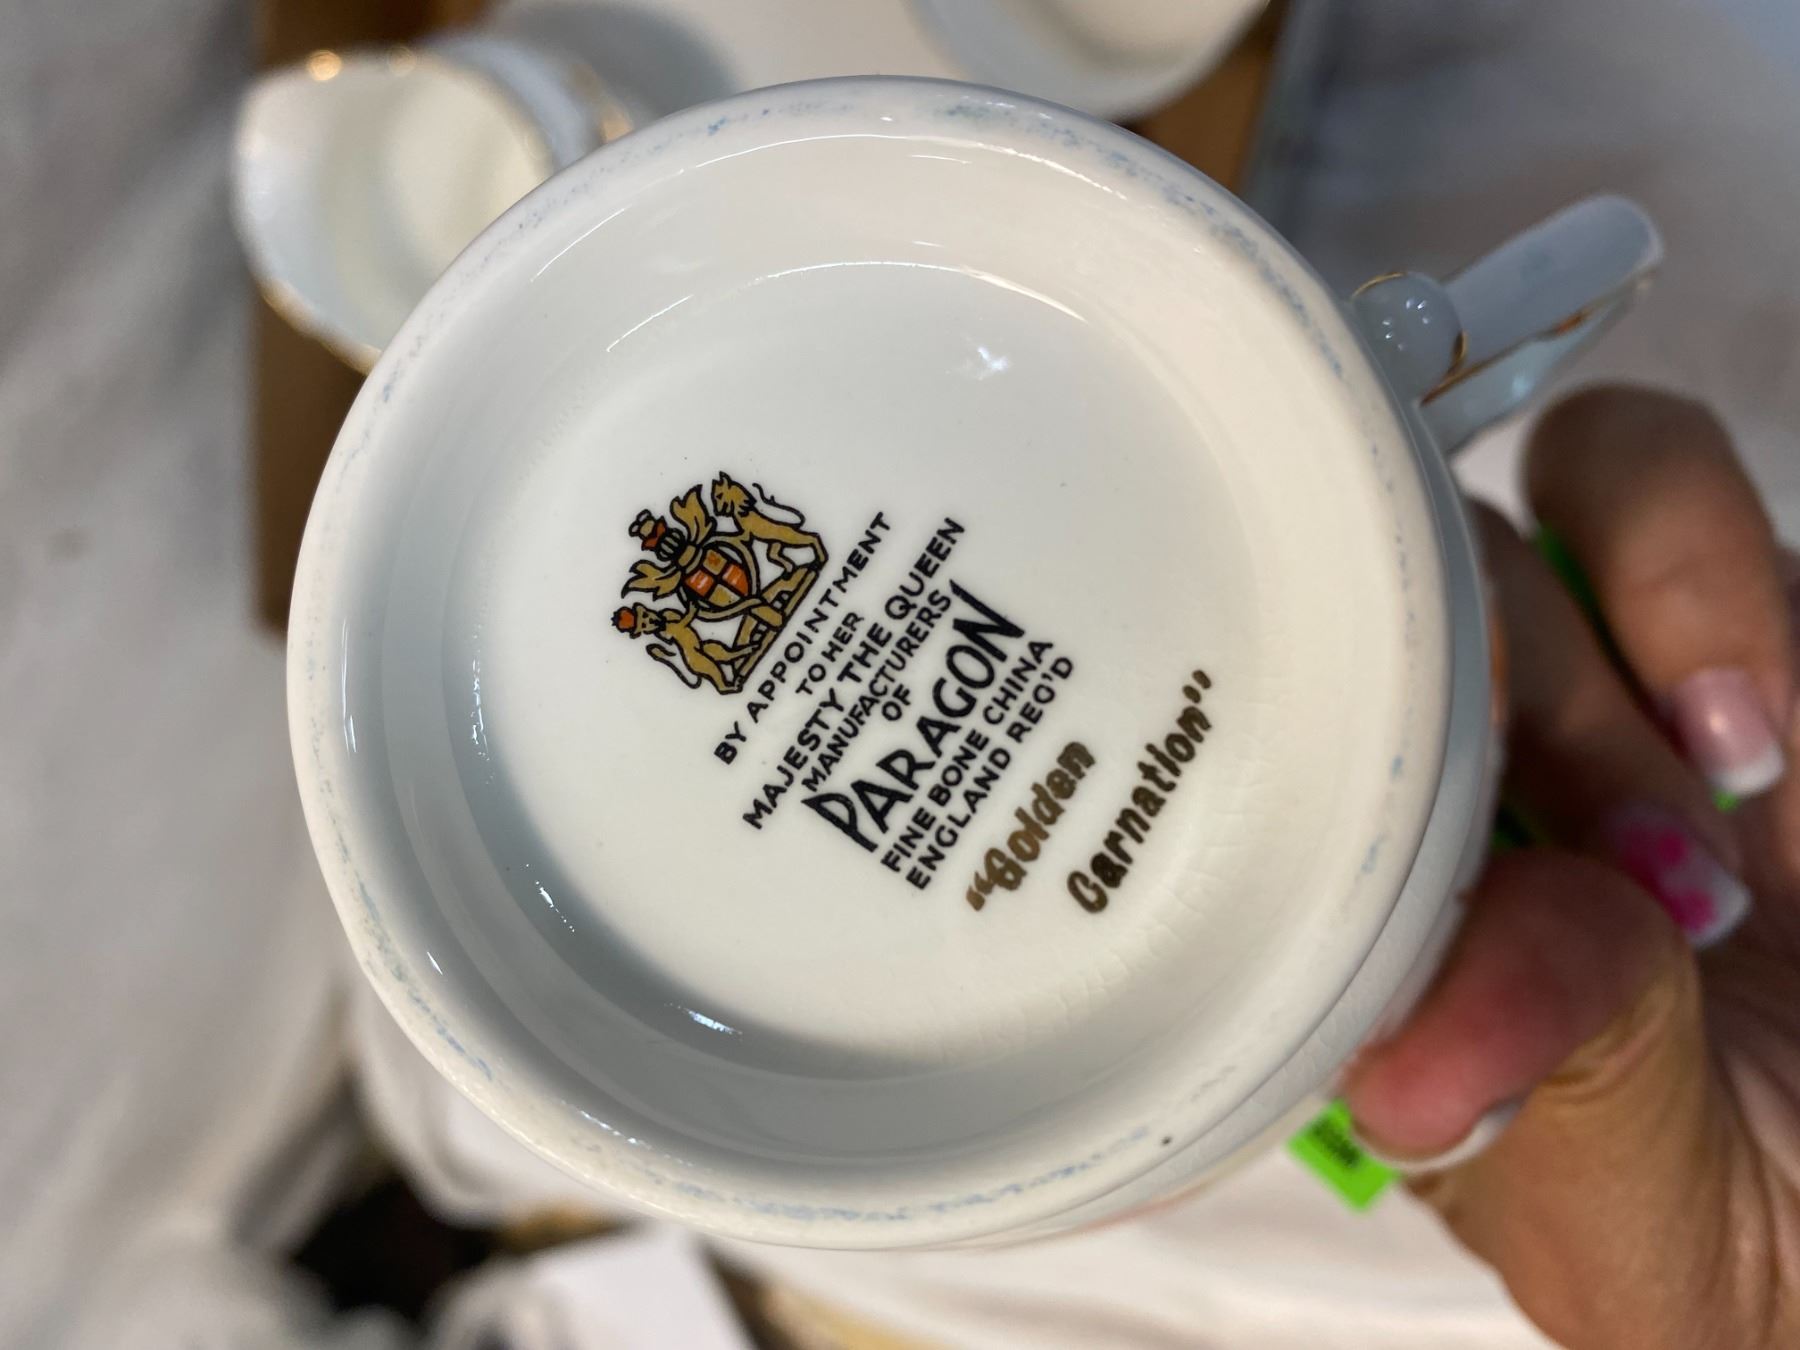 BY APPOINTMENT
TO HER
MAJESTY THE QUEEN
MANUFACTURERS
OF
PARAGON
FINE BONE CHINA
ENGLAND REG'D
"Golden
Carnation"